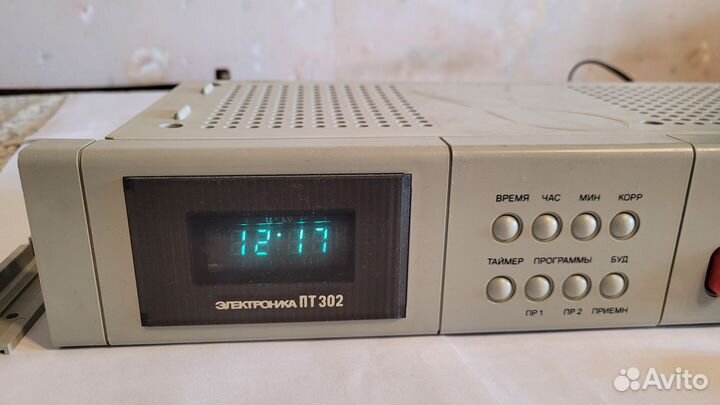 12:17
ЭЛЕКТРОНИКА ПТ 302
ВРЕМЯ ЧАС МИН КОРР
ТАЙМЕР ПРОГРАММЫ БУД
ПР 1 ПР 2 ПРИЕМН
Avito